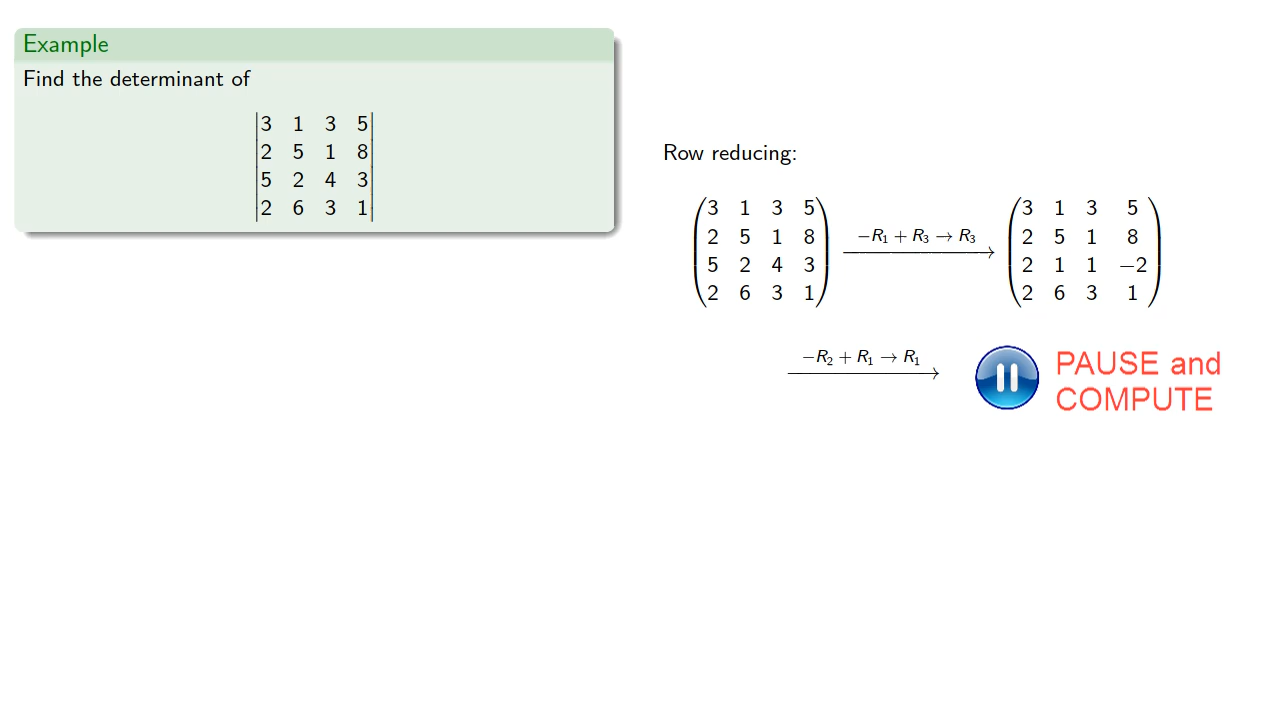 Example
Find the determinant of
|3 1 3 5|
|2 5 1 8|
|5 2 4 3|
|2 6 3 1|
Row reducing:
(3 1 3 5) −R₁ + R₃ → R₃ (3 1 3 5)
(2 5 1 8) (2 5 1 8)
(5 2 4 3) (2 1 1 −2)
(2 6 3 1) (2 6 3 1)
−R₂ + R₁ → R₁
PAUSE and
COMPUTE